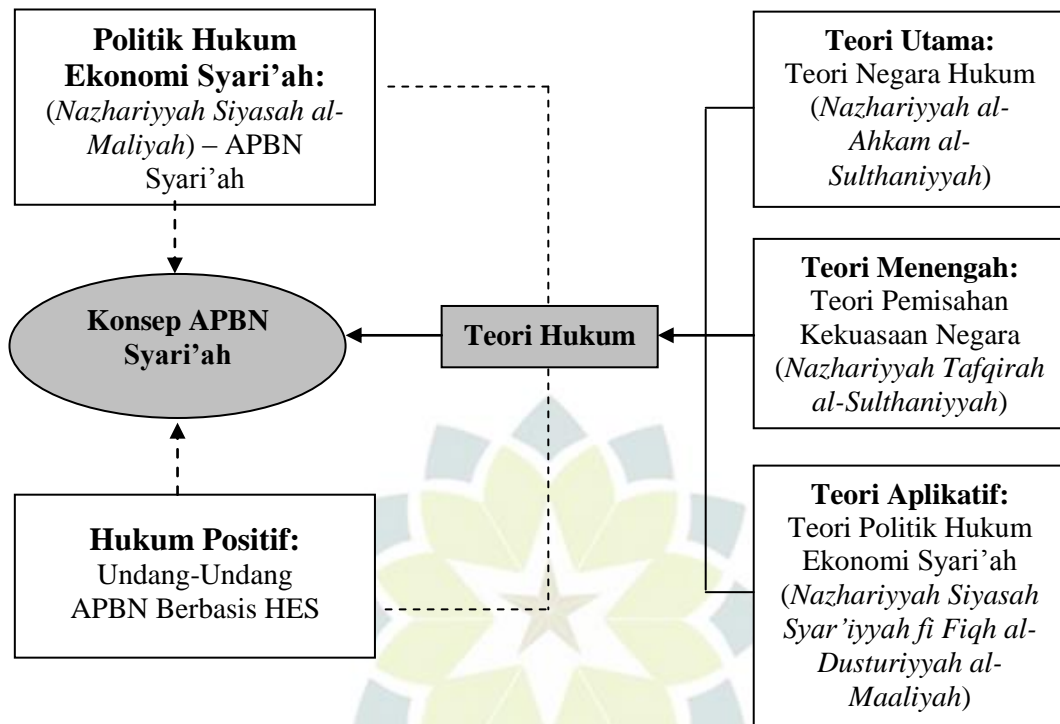 Politik Hukum
Ekonomi Syari’ah:
(Nazhariyyah Siyasah al-
Maliyah) – APBN
Syari’ah
Konsep APBN
Syari’ah
Hukum Positif:
Undang-Undang
APBN Berbasis HES
Teori Hukum
Teori Utama:
Teori Negara Hukum
(Nazhariyyah al-
Ahkam al-
Sulthaniyyah)
Teori Menengah:
Teori Pemisahan
Kekuasaan Negara
(Nazhariyyah Tafqirah
al-Sulthaniyyah)
Teori Aplikatif:
Teori Politik Hukum
Ekonomi Syari’ah
(Nazhariyyah Siyasah
Syar’iyyah fi Fiqh al-
Dusturiyyah al-
Maaliyah)